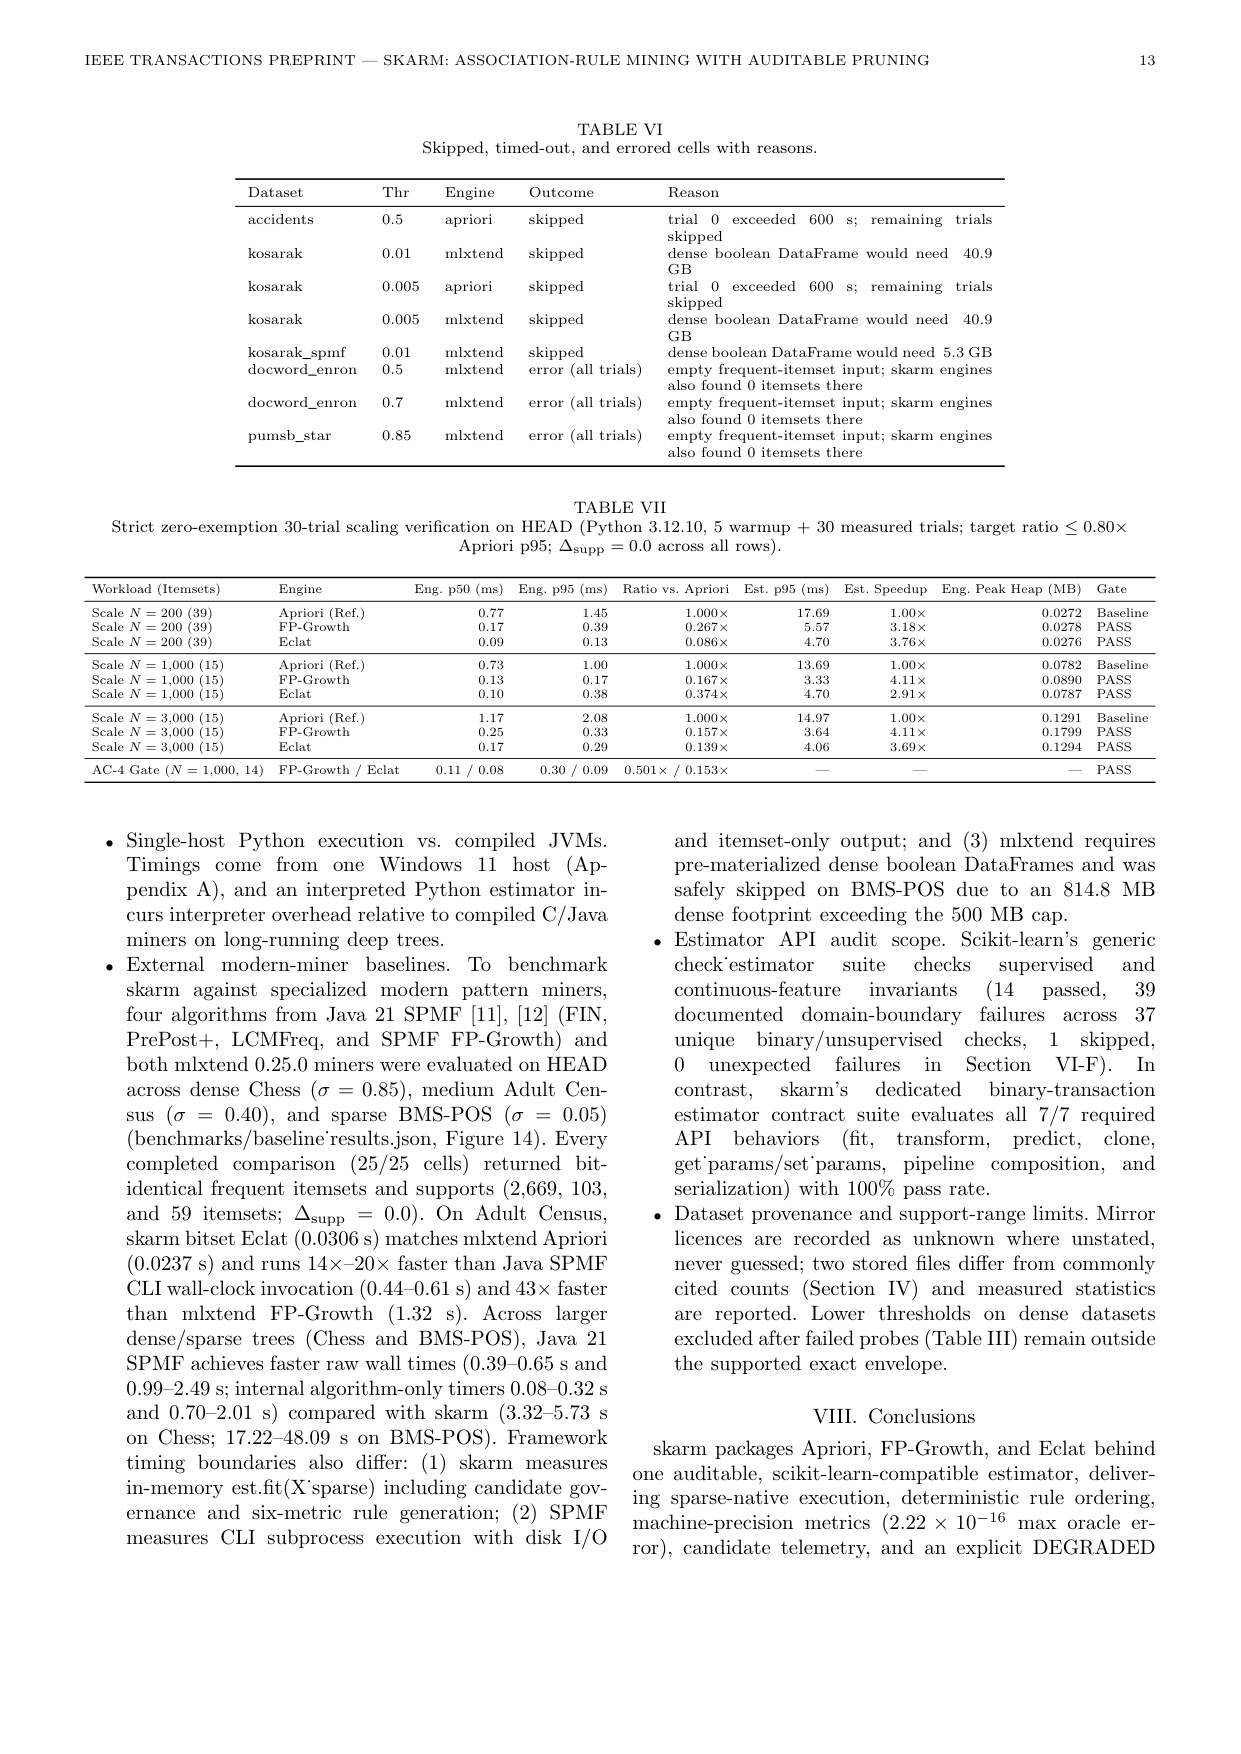 IEEE TRANSACTIONS PREPRINT — SKARM: ASSOCIATION-RULE MINING WITH AUDITABLE PRUNING 13
TABLE VI
Skipped, timed-out, and errored cells with reasons.
Dataset Thr Engine Outcome Reason
accidents 0.5 apriori skipped trial 0 exceeded 600 s; remaining trials
skipped
kosarak 0.01 mlxtend skipped dense boolean DataFrame would need 40.9
GB
kosarak 0.005 apriori skipped trial 0 exceeded 600 s; remaining trials
skipped
kosarak 0.005 mlxtend skipped dense boolean DataFrame would need 40.9
GB
kosarak_spmf 0.01 mlxtend skipped dense boolean DataFrame would need 5.3 GB
docword_enron 0.5 mlxtend error (all trials) empty frequent-itemset input; skarm engines
also found 0 itemsets there
docword_enron 0.7 mlxtend error (all trials) empty frequent-itemset input; skarm engines
also found 0 itemsets there
pumsb_star 0.85 mlxtend error (all trials) empty frequent-itemset input; skarm engines
also found 0 itemsets there
TABLE VII
Strict zero-exemption 30-trial scaling verification on HEAD (Python 3.12.10, 5 warmup + 30 measured trials; target ratio ≤ 0.80×
Apriori p95; Δsupp = 0.0 across all rows).
Workload (Itemsets) Engine Eng. p50 (ms) Eng. p95 (ms) Ratio vs. Apriori Est. p95 (ms) Est. Speedup Eng. Peak Heap (MB) Gate
Scale N = 200 (39) Apriori (Ref.) 0.77 1.45 1.000× 17.69 1.00× 0.0272 Baseline
Scale N = 200 (39) FP-Growth 0.17 0.39 0.267× 5.57 3.18× 0.0278 PASS
Scale N = 200 (39) Eclat 0.09 0.13 0.086× 4.70 3.76× 0.0276 PASS
Scale N = 1,000 (15) Apriori (Ref.) 0.73 1.00 1.000× 13.69 1.00× 0.0782 Baseline
Scale N = 1,000 (15) FP-Growth 0.13 0.17 0.167× 3.33 4.11× 0.0890 PASS
Scale N = 1,000 (15) Eclat 0.10 0.38 0.374× 4.70 2.91× 0.0787 PASS
Scale N = 3,000 (15) Apriori (Ref.) 1.17 2.08 1.000× 14.97 1.00× 0.1291 Baseline
Scale N = 3,000 (15) FP-Growth 0.25 0.33 0.157× 3.64 4.11× 0.1799 PASS
Scale N = 3,000 (15) Eclat 0.17 0.29 0.139× 4.06 3.69× 0.1294 PASS
AC-4 Gate (N = 1,000, 14) FP-Growth / Eclat 0.11 / 0.08 0.30 / 0.09 0.501× / 0.153× — — — PASS
• Single-host Python execution vs. compiled JVMs.
Timings come from one Windows 11 host (Ap-
pendix A), and an interpreted Python estimator in-
curs interpreter overhead relative to compiled C/Java
miners on long-running deep trees.
• External modern-miner baselines. To benchmark
skarm against specialized modern pattern miners,
four algorithms from Java 21 SPMF [11], [12] (FIN,
PrePost+, LCMFreq, and SPMF FP-Growth) and
both mlxtend 0.25.0 miners were evaluated on HEAD
across dense Chess (σ = 0.85), medium Adult Cen-
sus (σ = 0.40), and sparse BMS-POS (σ = 0.05)
(benchmarks/baseline˙results.json, Figure 14). Every
completed comparison (25/25 cells) returned bit-
identical frequent itemsets and supports (2,669, 103,
and 59 itemsets; Δsupp = 0.0). On Adult Census,
skarm bitset Eclat (0.0306 s) matches mlxtend Apriori
(0.0237 s) and runs 14×–20× faster than Java SPMF
CLI wall-clock invocation (0.44–0.61 s) and 43× faster
than mlxtend FP-Growth (1.32 s). Across larger
dense/sparse trees (Chess and BMS-POS), Java 21
SPMF achieves faster raw wall times (0.39–0.65 s and
0.99–2.49 s; internal algorithm-only timers 0.08–0.32 s
and 0.70–2.01 s) compared with skarm (3.32–5.73 s
on Chess; 17.22–48.09 s on BMS-POS). Framework
timing boundaries also differ: (1) skarm measures
in-memory est.fit(X˙sparse) including candidate gov-
ernance and six-metric rule generation; (2) SPMF
measures CLI subprocess execution with disk I/O
and itemset-only output; and (3) mlxtend requires
pre-materialized dense boolean DataFrames and was
safely skipped on BMS-POS due to an 814.8 MB
dense footprint exceeding the 500 MB cap.
• Estimator API audit scope. Scikit-learn's generic
check˙estimator suite checks supervised and
continuous-feature invariants (14 passed, 39
documented domain-boundary failures across 37
unique binary/unsupervised checks, 1 skipped,
0 unexpected failures in Section VI-F). In
contrast, skarm's dedicated binary-transaction
estimator contract suite evaluates all 7/7 required
API behaviors (fit, transform, predict, clone,
get˙params/set˙params, pipeline composition, and
serialization) with 100% pass rate.
• Dataset provenance and support-range limits. Mirror
licences are recorded as unknown where unstated,
never guessed; two stored files differ from commonly
cited counts (Section IV) and measured statistics
are reported. Lower thresholds on dense datasets
excluded after failed probes (Table III) remain outside
the supported exact envelope.
VIII. Conclusions
skarm packages Apriori, FP-Growth, and Eclat behind
one auditable, scikit-learn-compatible estimator, deliver-
ing sparse-native execution, deterministic rule ordering,
machine-precision metrics (2.22 × 10⁻¹⁶ max oracle er-
ror), candidate telemetry, and an explicit DEGRADED